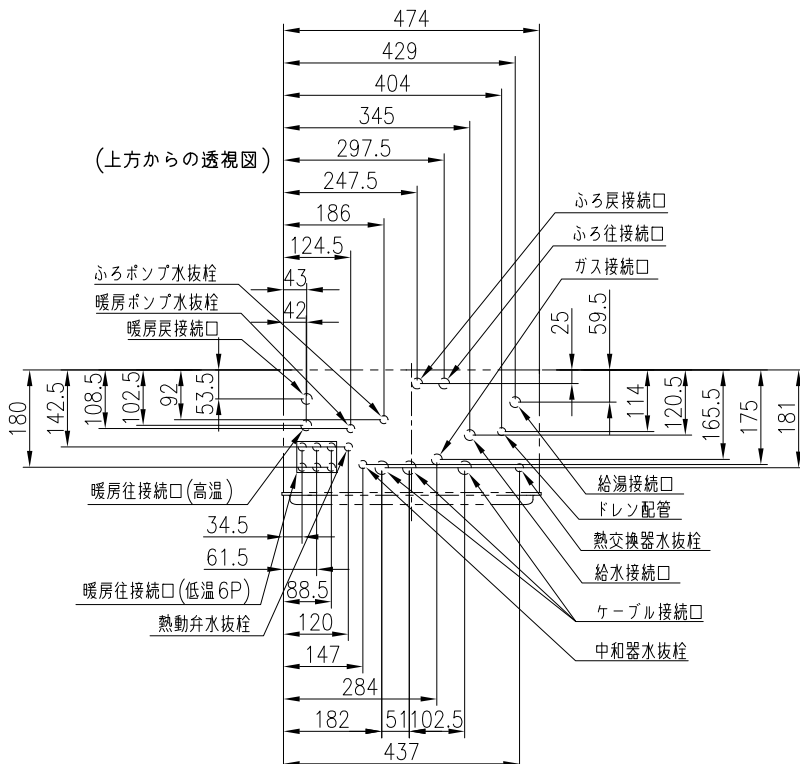 474
429
404
345
(上方からの透視図)
297.5
247.5
ふろ戻接続口
186
ふろ往接続口
124.5
ガス接続口
ふろポンプ水抜栓
43
暖房ポンプ水抜栓
42
25
59.5
暖房戻接続口
180
142.5
108.5
102.5
92
53.5
114
120.5
165.5
175
181
暖房往接続口(高温)
給湯接続口
ドレン配管
34.5
熱交換器水抜栓
61.5
給水接続口
暖房往接続口(低温6P)
88.5
ケーブル接続口
熱動弁水抜栓
120
147
中和器水抜栓
284
182
51
102.5
437